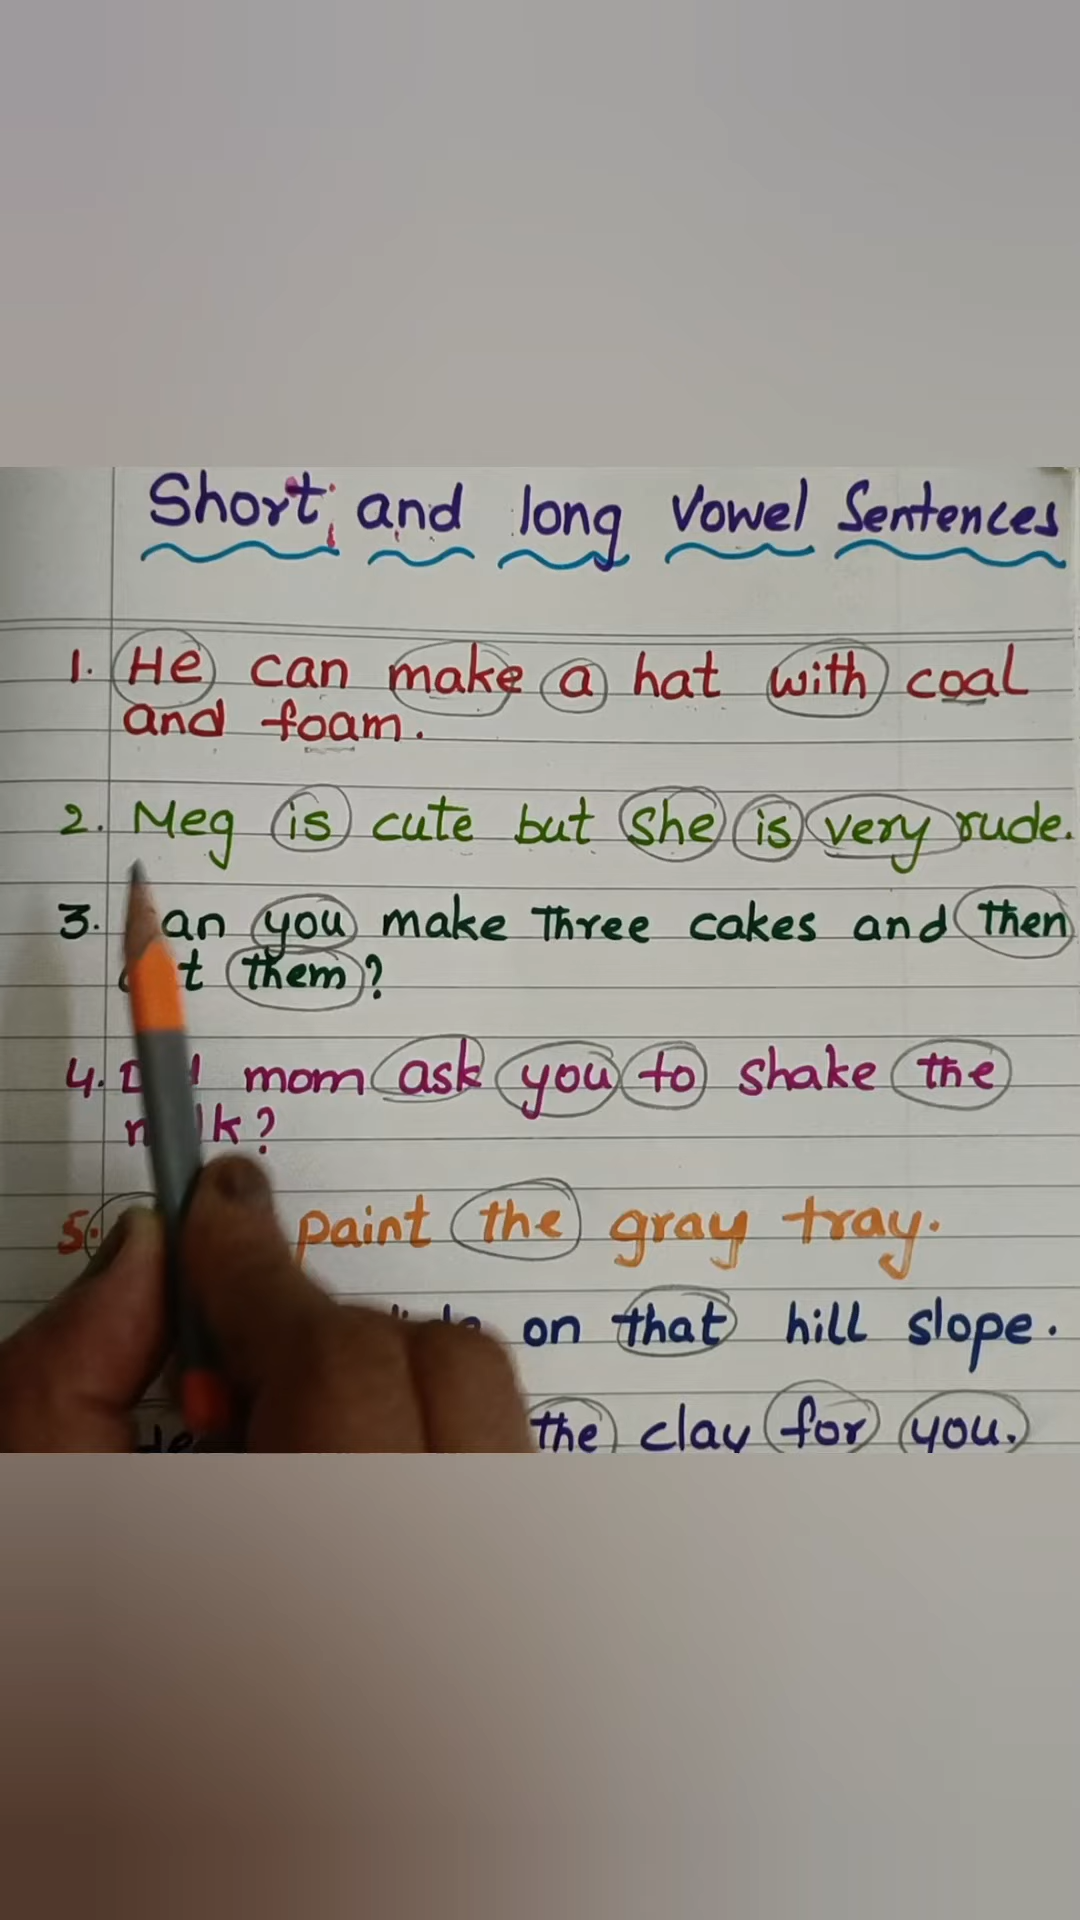 Short and long Vowel Sentences
1. He can make a hat with coal
and foam.
2. Meg is cute but she is very rude.
3. you make Three cakes and then
them?
4. mom ask you to shake the
5. paint the gray tray.
on that hill slope.
the clay for you.